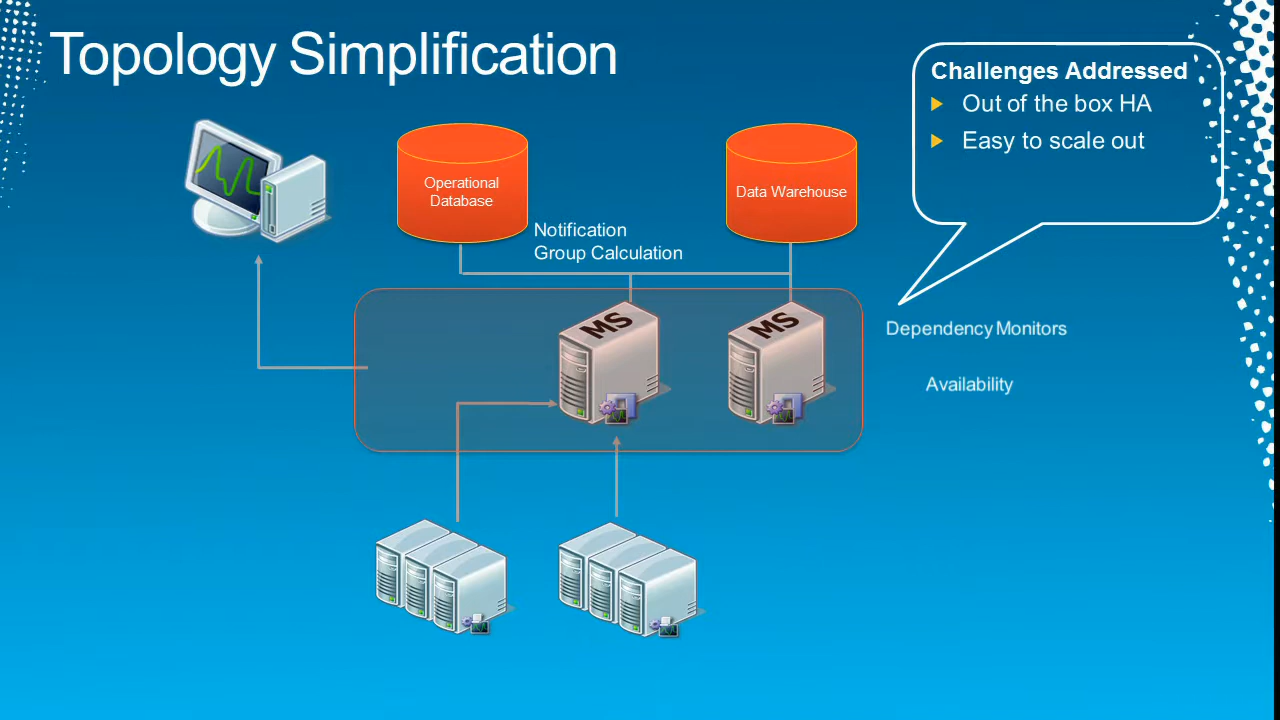 Topology Simplification
Challenges Addressed
Out of the box HA
Easy to scale out
Operational
Database
Data Warehouse
Notification
Group Calculation
MS
MS
Dependency Monitors
Availability